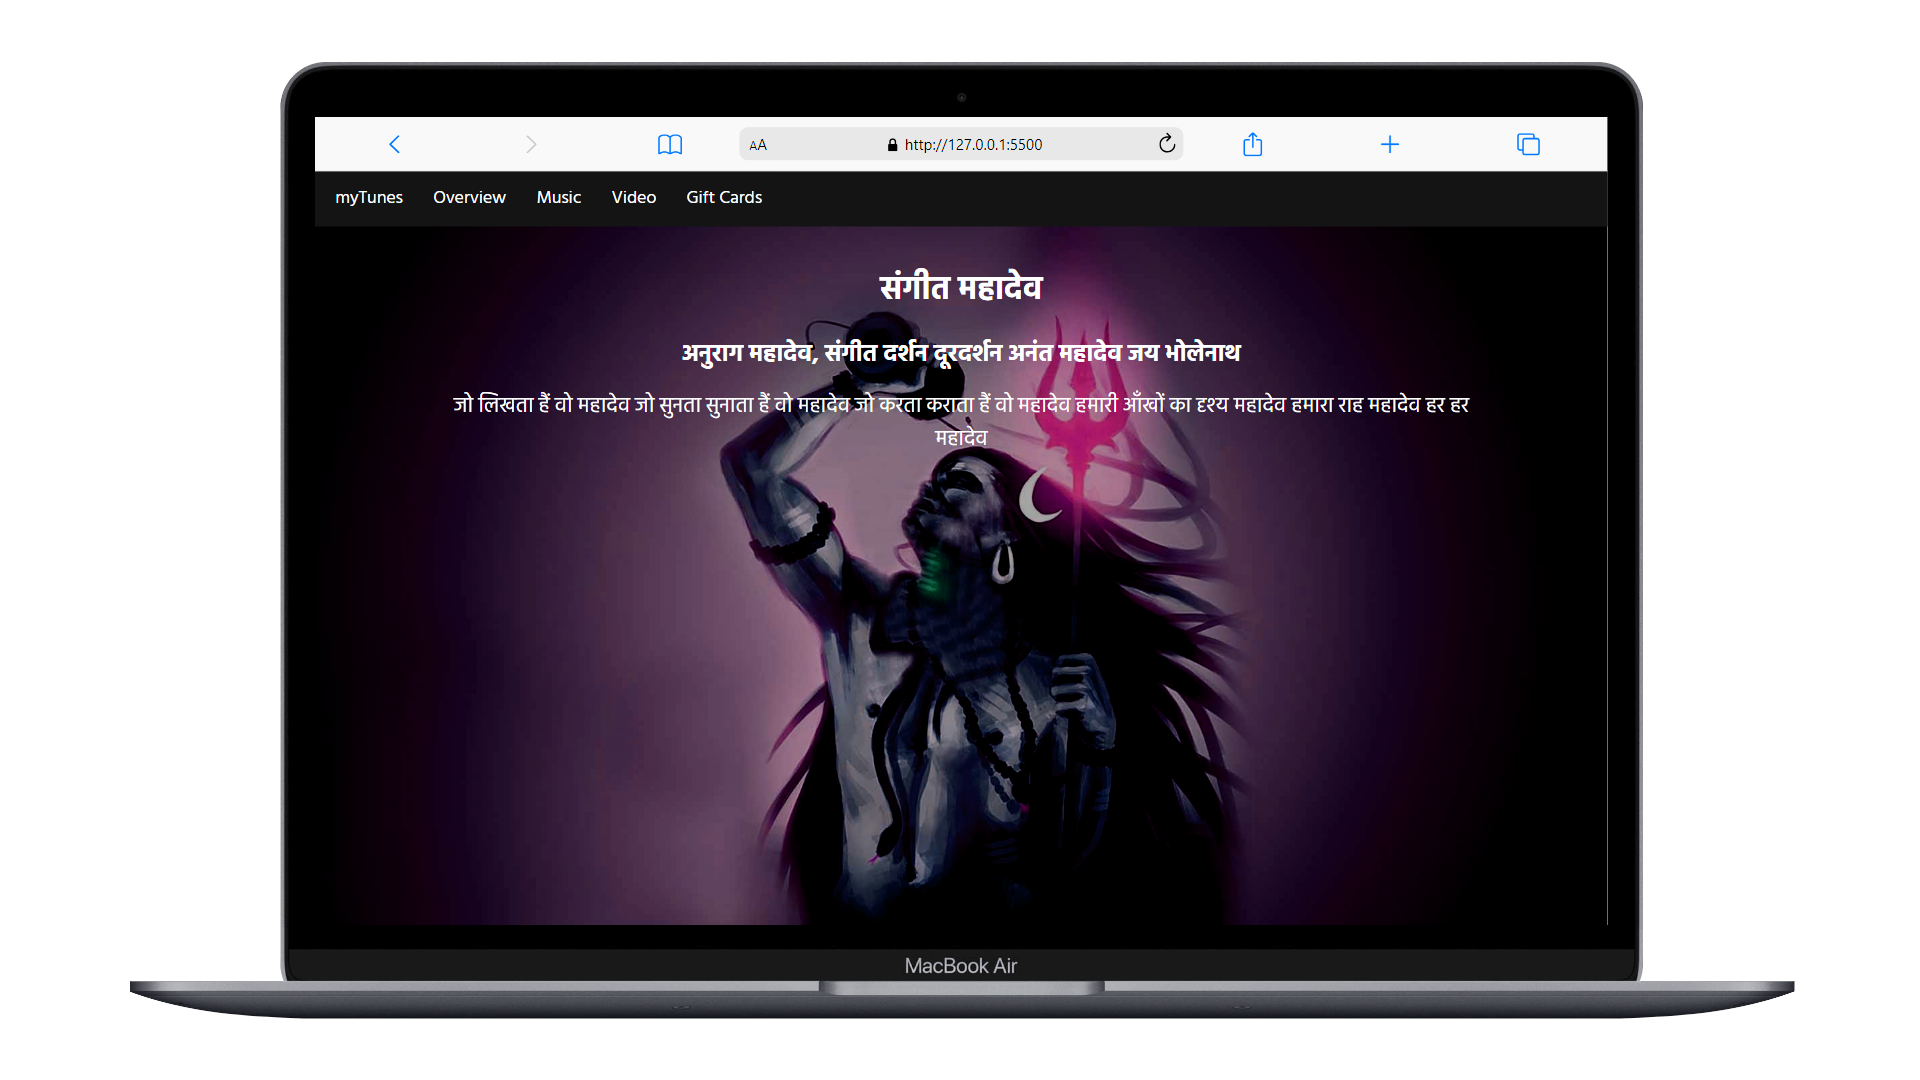 AA http://127.0.0.1:5500
myTunes Overview Music Video Gift Cards
संगीत महादेव
अनुराग महादेव, संगीत दर्शन दूरदर्शन अनंत महादेव जय भोलेनाथ
जो लिखता हैं वो महादेव जो सुनता सुनाता हैं वो महादेव जो करता कराता हैं वो महादेव हमारी आँखों का दृश्य महादेव हमारा राह महादेव हर हर
महादेव
MacBook Air